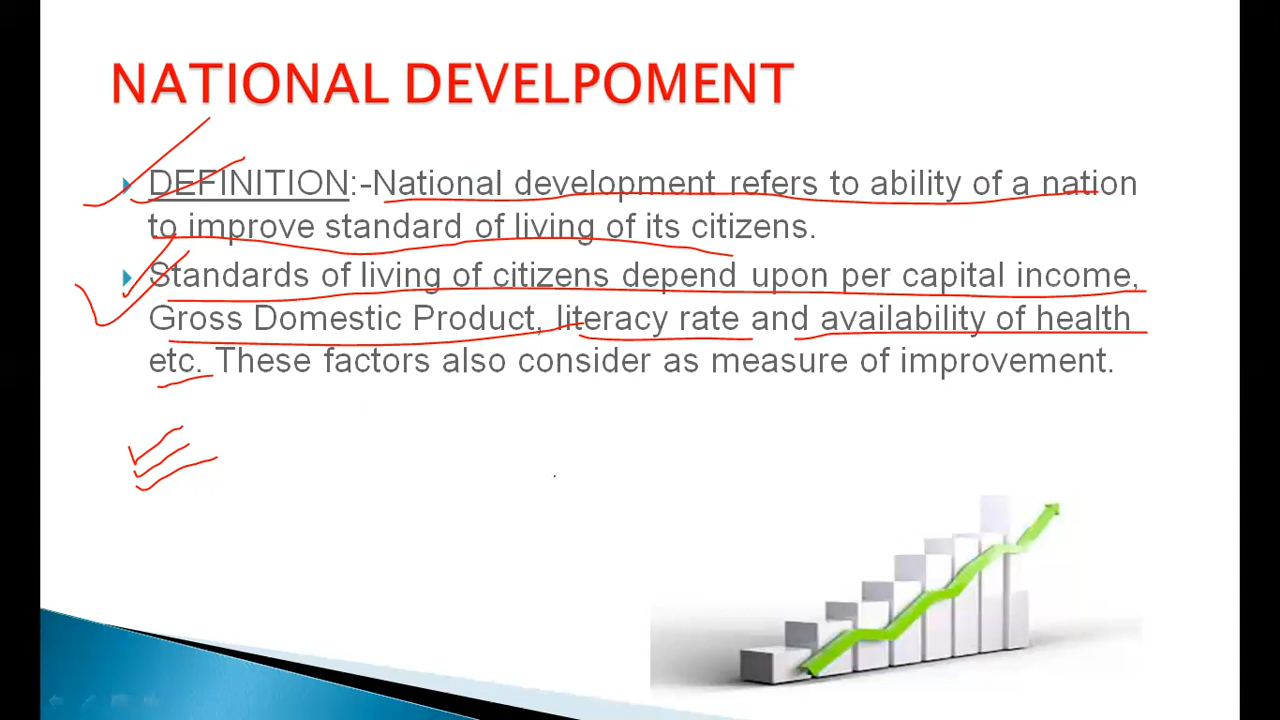 NATIONAL DEVELPOMENT
DEFINITION:-National development refers to ability of a nation
to improve standard of living of its citizens.
Standards of living of citizens depend upon per capital income,
Gross Domestic Product, literacy rate and availability of health
etc. These factors also consider as measure of improvement.